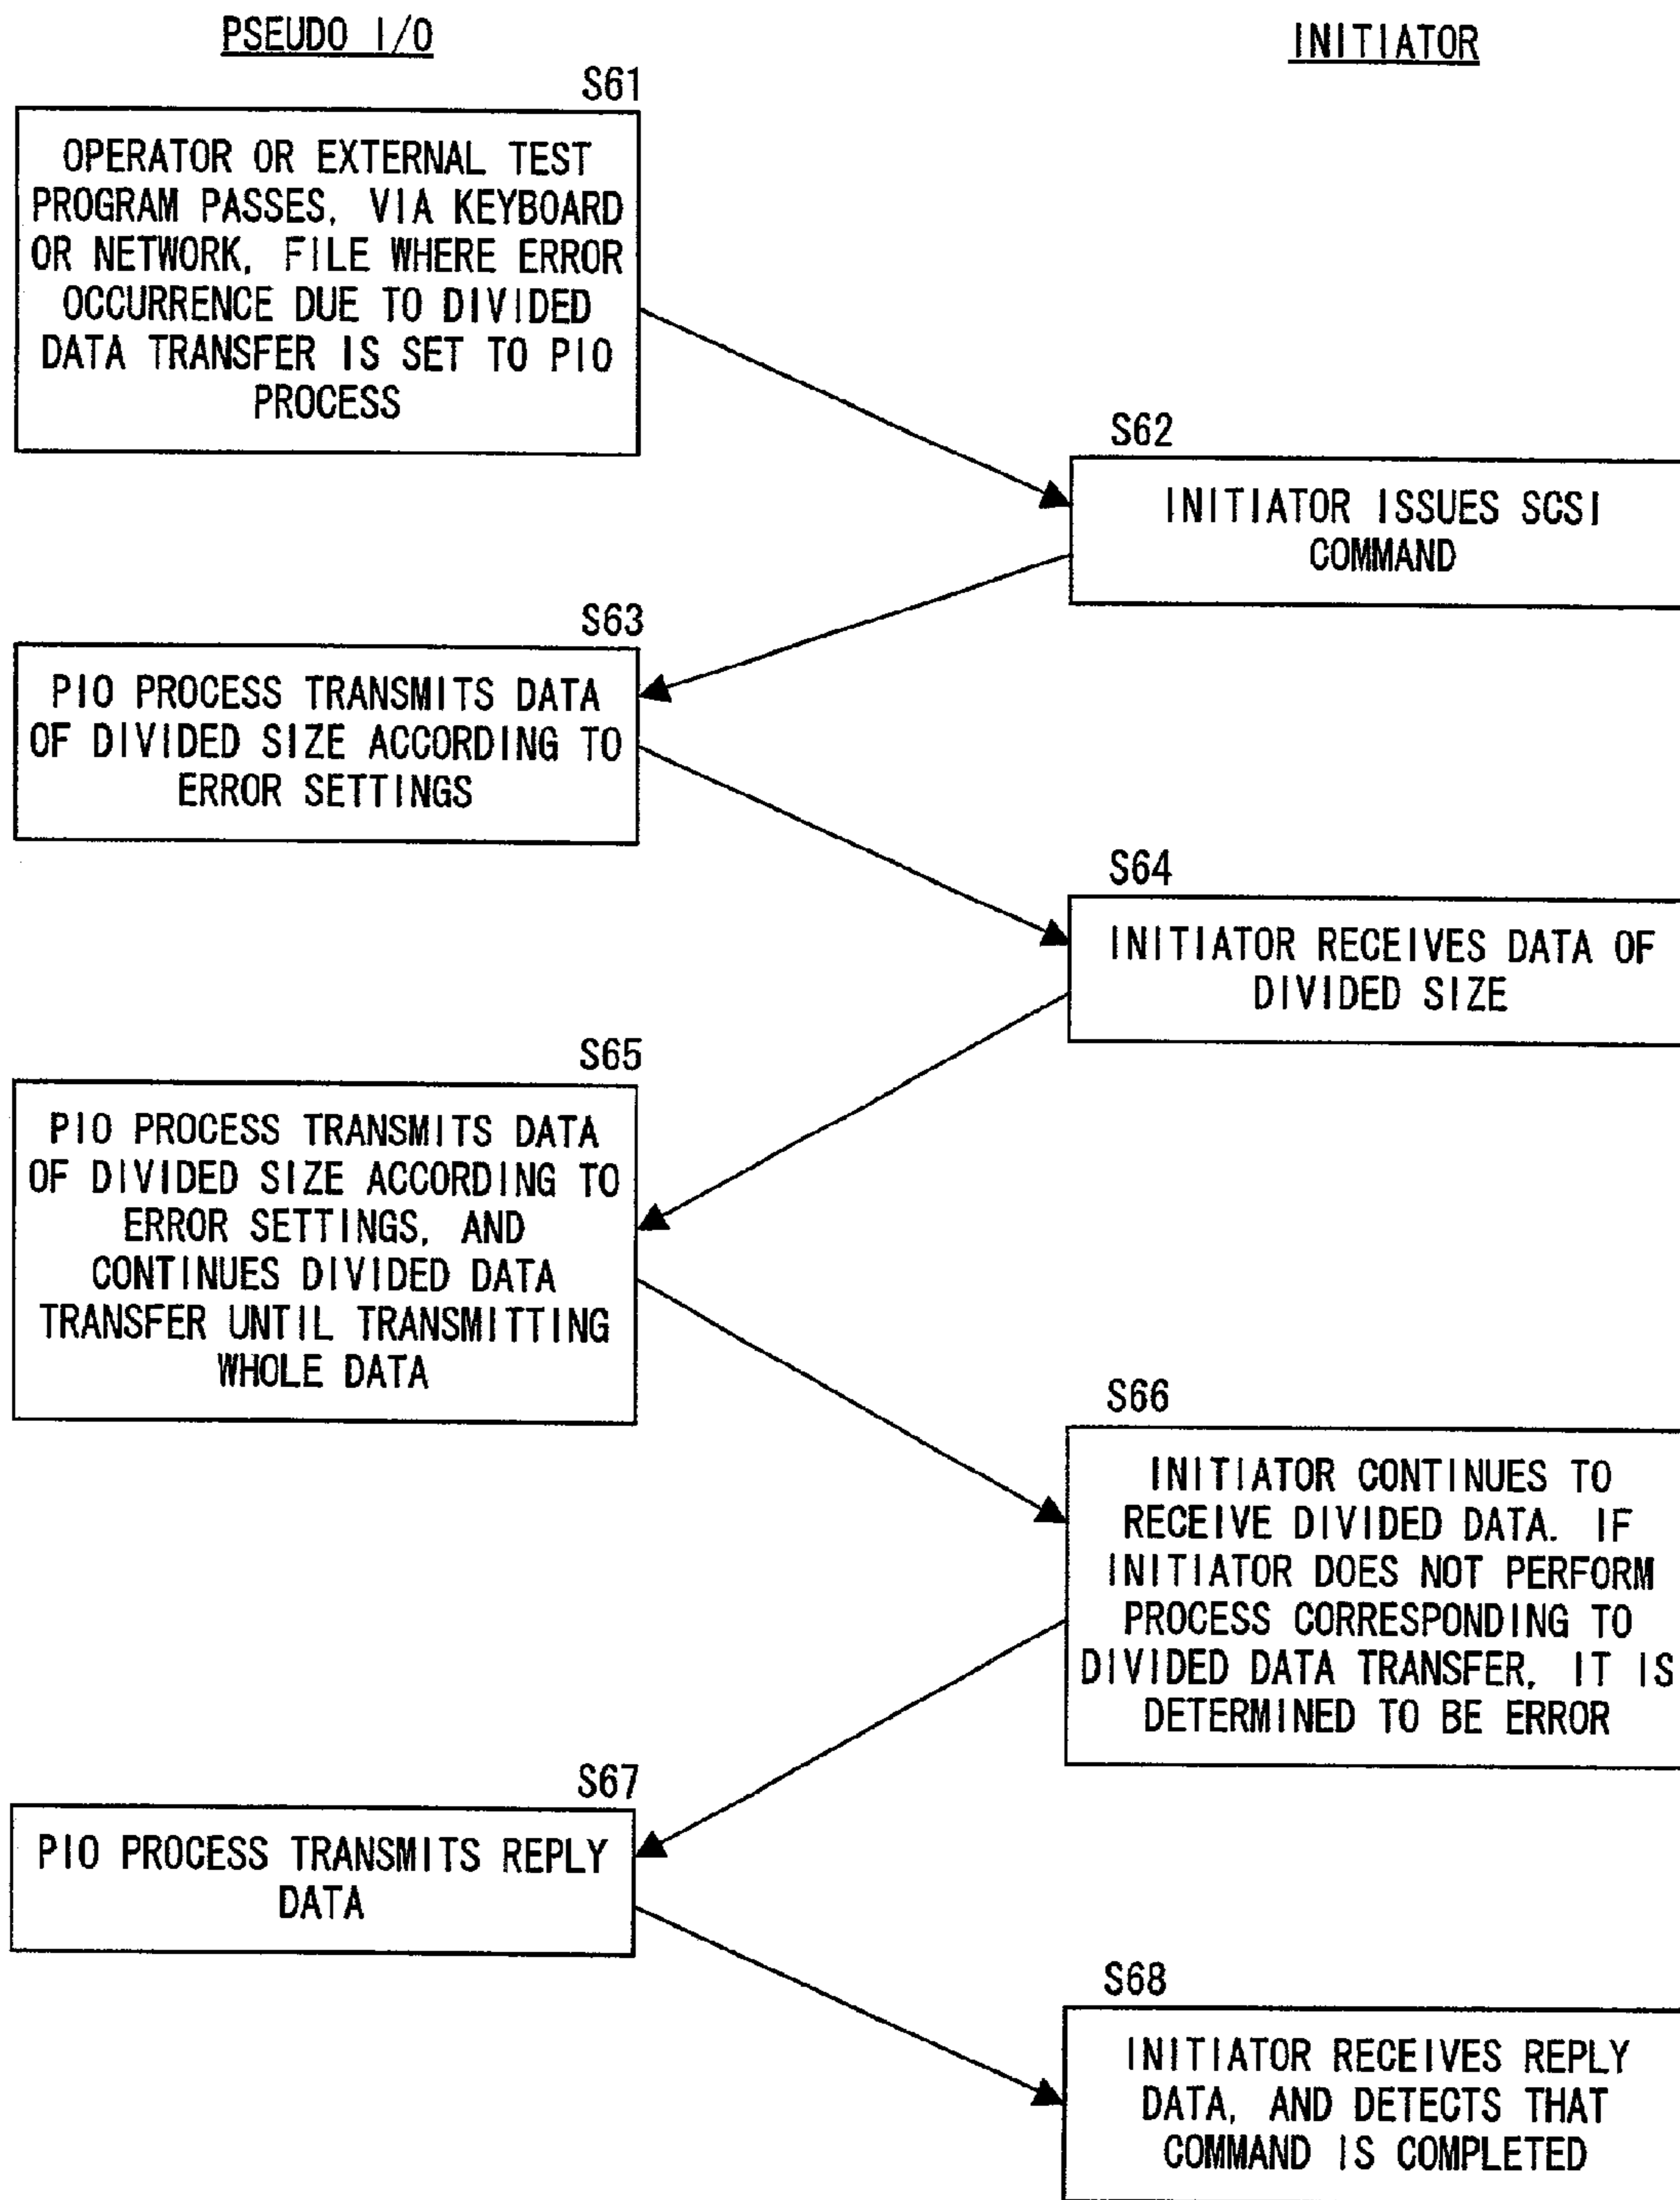 PSEUDO I/O
INITIATOR
S61
OPERATOR OR EXTERNAL TEST
PROGRAM PASSES, VIA KEYBOARD
OR NETWORK, FILE WHERE ERROR
OCCURRENCE DUE TO DIVIDED
DATA TRANSFER IS SET TO PIO
PROCESS
S62
INITIATOR ISSUES SCSI
COMMAND
S63
PIO PROCESS TRANSMITS DATA
OF DIVIDED SIZE ACCORDING TO
ERROR SETTINGS
S64
INITIATOR RECEIVES DATA OF
DIVIDED SIZE
S65
PIO PROCESS TRANSMITS DATA
OF DIVIDED SIZE ACCORDING TO
ERROR SETTINGS, AND
CONTINUES DIVIDED DATA
TRANSFER UNTIL TRANSMITTING
WHOLE DATA
S66
INITIATOR CONTINUES TO
RECEIVE DIVIDED DATA. IF
INITIATOR DOES NOT PERFORM
PROCESS CORRESPONDING TO
DIVIDED DATA TRANSFER, IT IS
DETERMINED TO BE ERROR
S67
PIO PROCESS TRANSMITS REPLY
DATA
S68
INITIATOR RECEIVES REPLY
DATA, AND DETECTS THAT
COMMAND IS COMPLETED